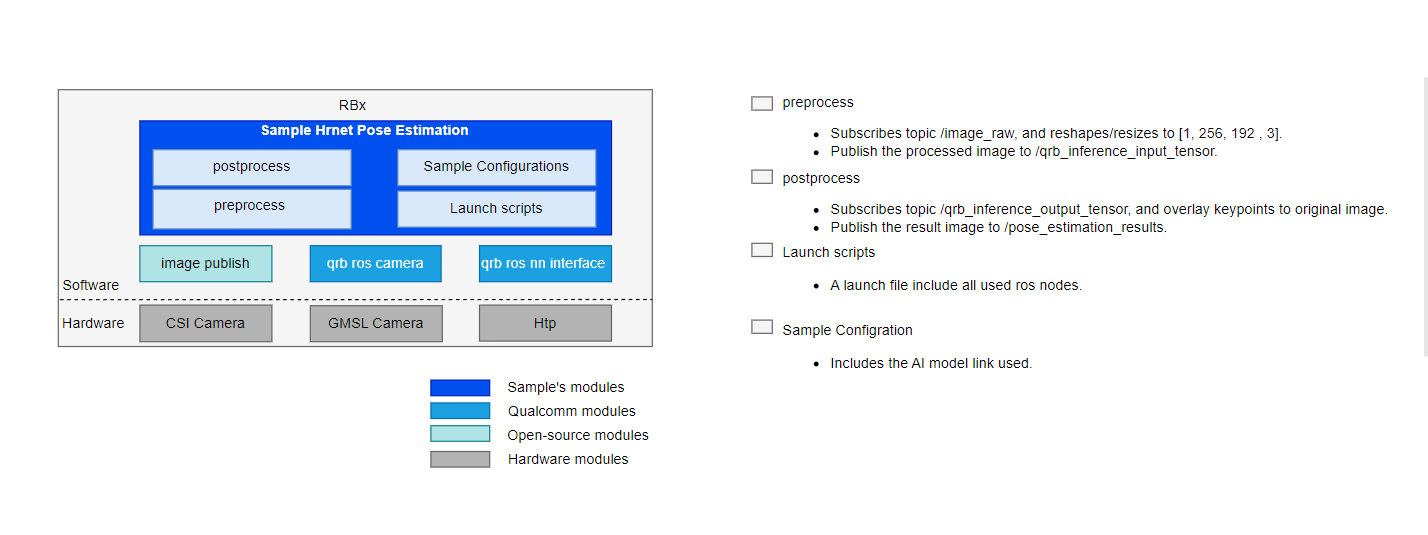 RBx
Sample Hrnet Pose Estimation
postprocess
Sample Configurations
preprocess
Launch scripts
image publish
qrb ros camera
qrb ros nn interface
Software
Hardware
CSI Camera
GMSL Camera
Htp
Sample's modules
Qualcomm modules
Open-source modules
Hardware modules
preprocess
Subscribes topic /image_raw, and reshapes/resizes to [1, 256, 192 , 3].
Publish the processed image to /qrb_inference_input_tensor.
postprocess
Subscribes topic /qrb_inference_output_tensor, and overlay keypoints to original image.
Publish the result image to /pose_estimation_results.
Launch scripts
A launch file include all used ros nodes.
Sample Configration
Includes the AI model link used.